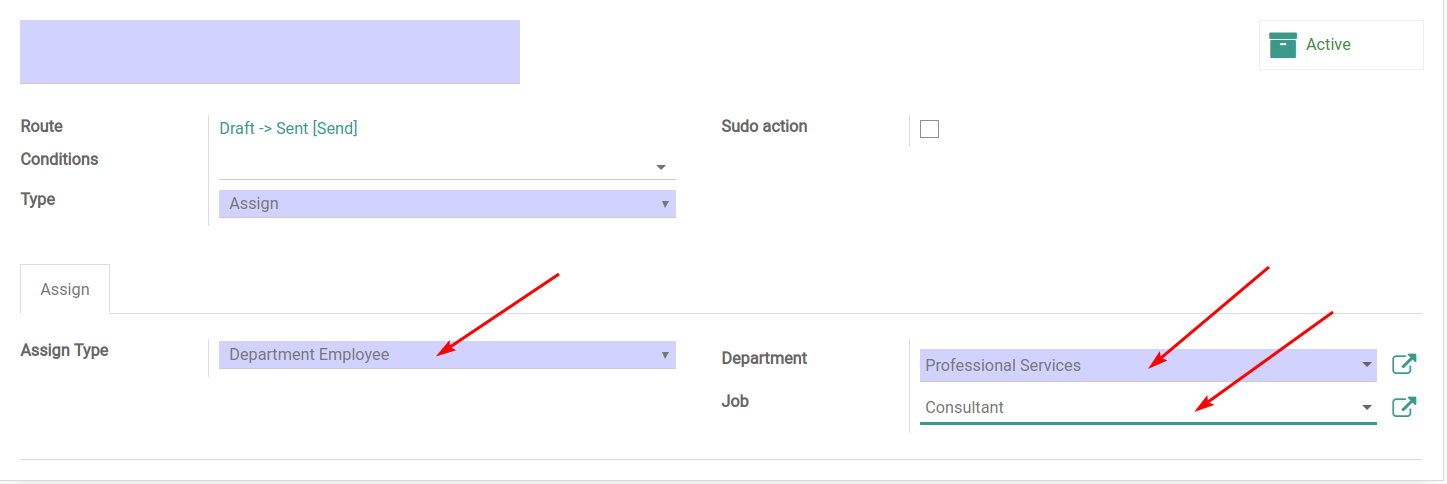 Active
Route Draft -> Sent [Send]
Sudo action
Conditions
Type Assign
Assign
Assign Type Department Employee
Department Professional Services
Job Consultant